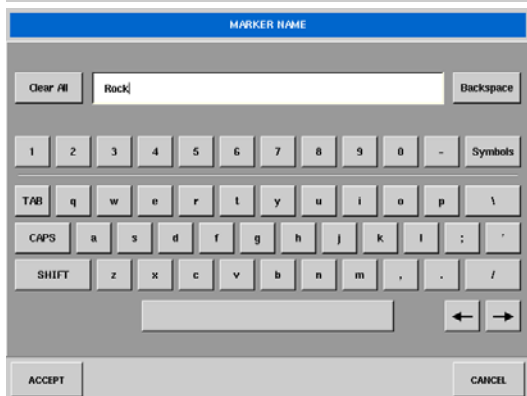 MARKER NAME
Clear All Rock Backspace
1 2 3 4 5 6 7 8 9 0 - Symbols
TAB q w e r t y u i o p \
CAPS a s d f g h j k l ; '
SHIFT z x c v b n m , . /
← →
ACCEPT CANCEL